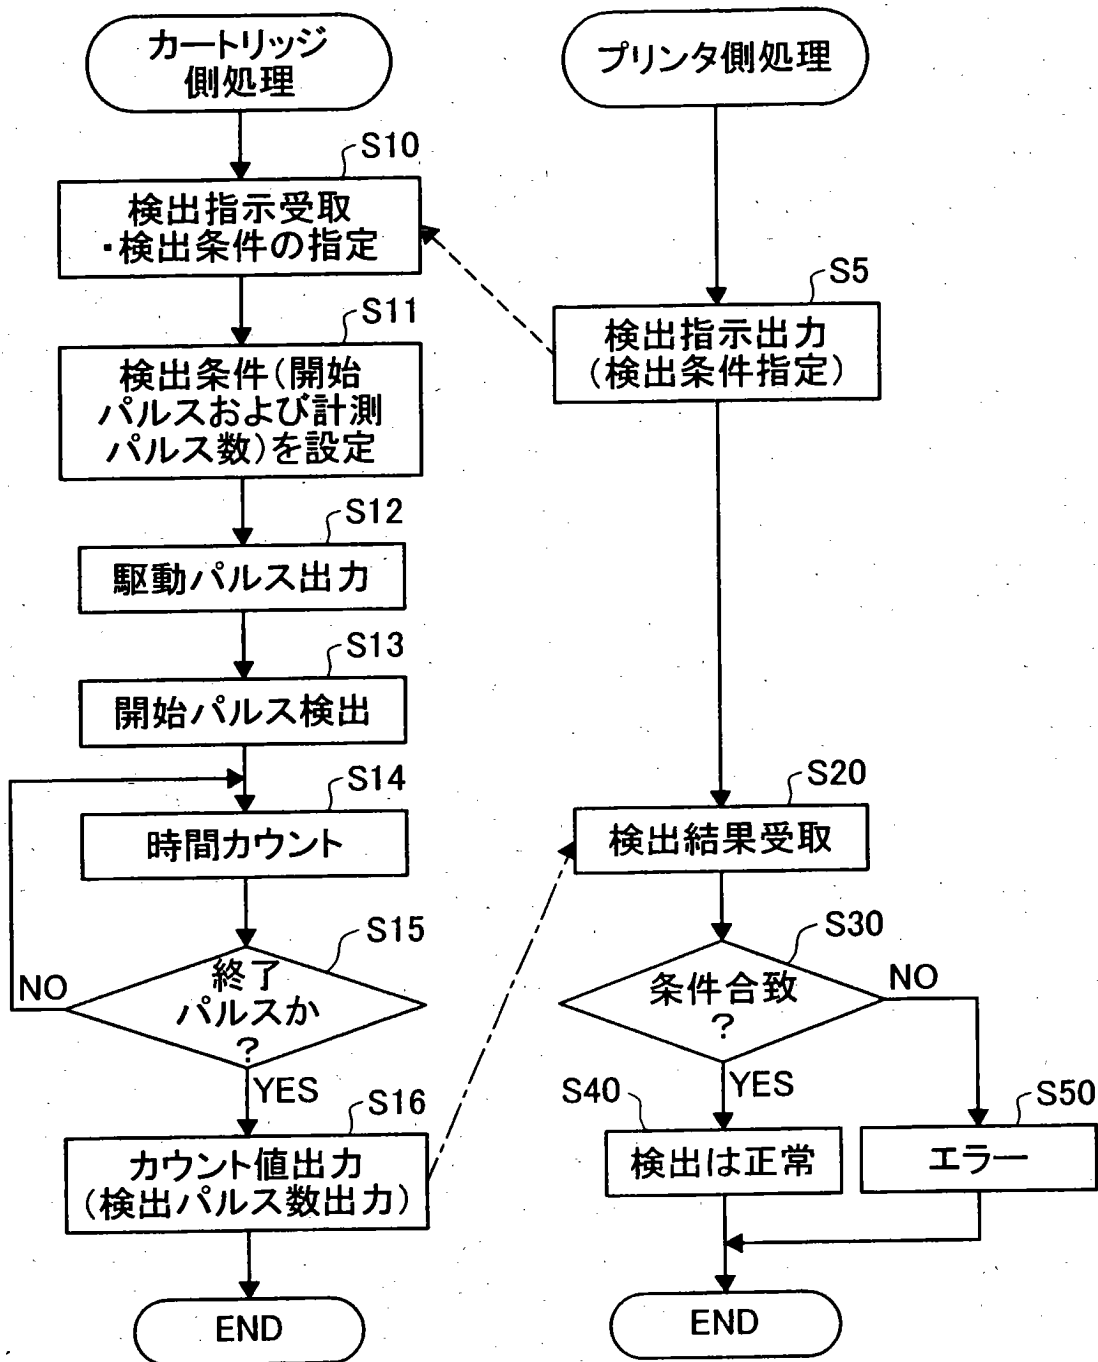 カートリッジ
側処理
S10
検出指示受取
・検出条件の指定
S11
検出条件(開始
パルスおよび計測
パルス数)を設定
S12
駆動パルス出力
S13
開始パルス検出
S14
時間カウント
S15
終了
パルスか
?
NO
YES
S16
カウント値出力
(検出パルス数出力)
END
プリンタ側処理
S5
検出指示出力
(検出条件指定)
S20
検出結果受取
S30
条件合致
?
NO
YES
S40
検出は正常
S50
エラー
END